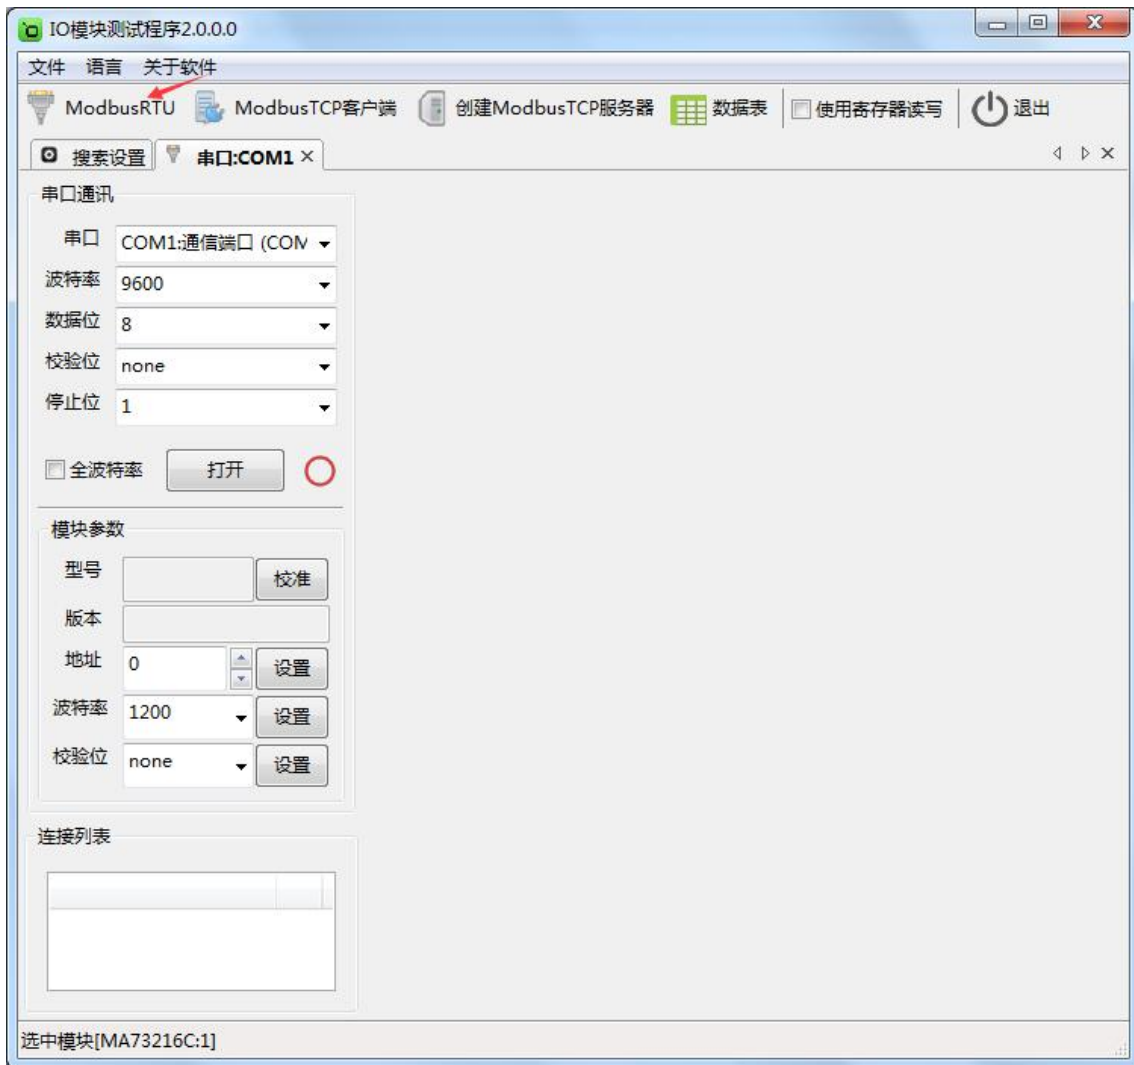 IO模块测试程序2.0.0.0
文件 语言 关于软件
ModbusRTU ModbusTCP客户端 创建ModbusTCP服务器 数据表 使用寄存器读写 退出
搜素设置 串口:COM1
串口通讯
串口 COM1:通信端口 (COM
波特率 9600
数据位 8
校验位 none
停止位 1
全波特率 打开
模块参数
型号 校准
版本
地址 0 设置
波特率 1200 设置
校验位 none 设置
连接列表
选中模块[MA73216C:1]